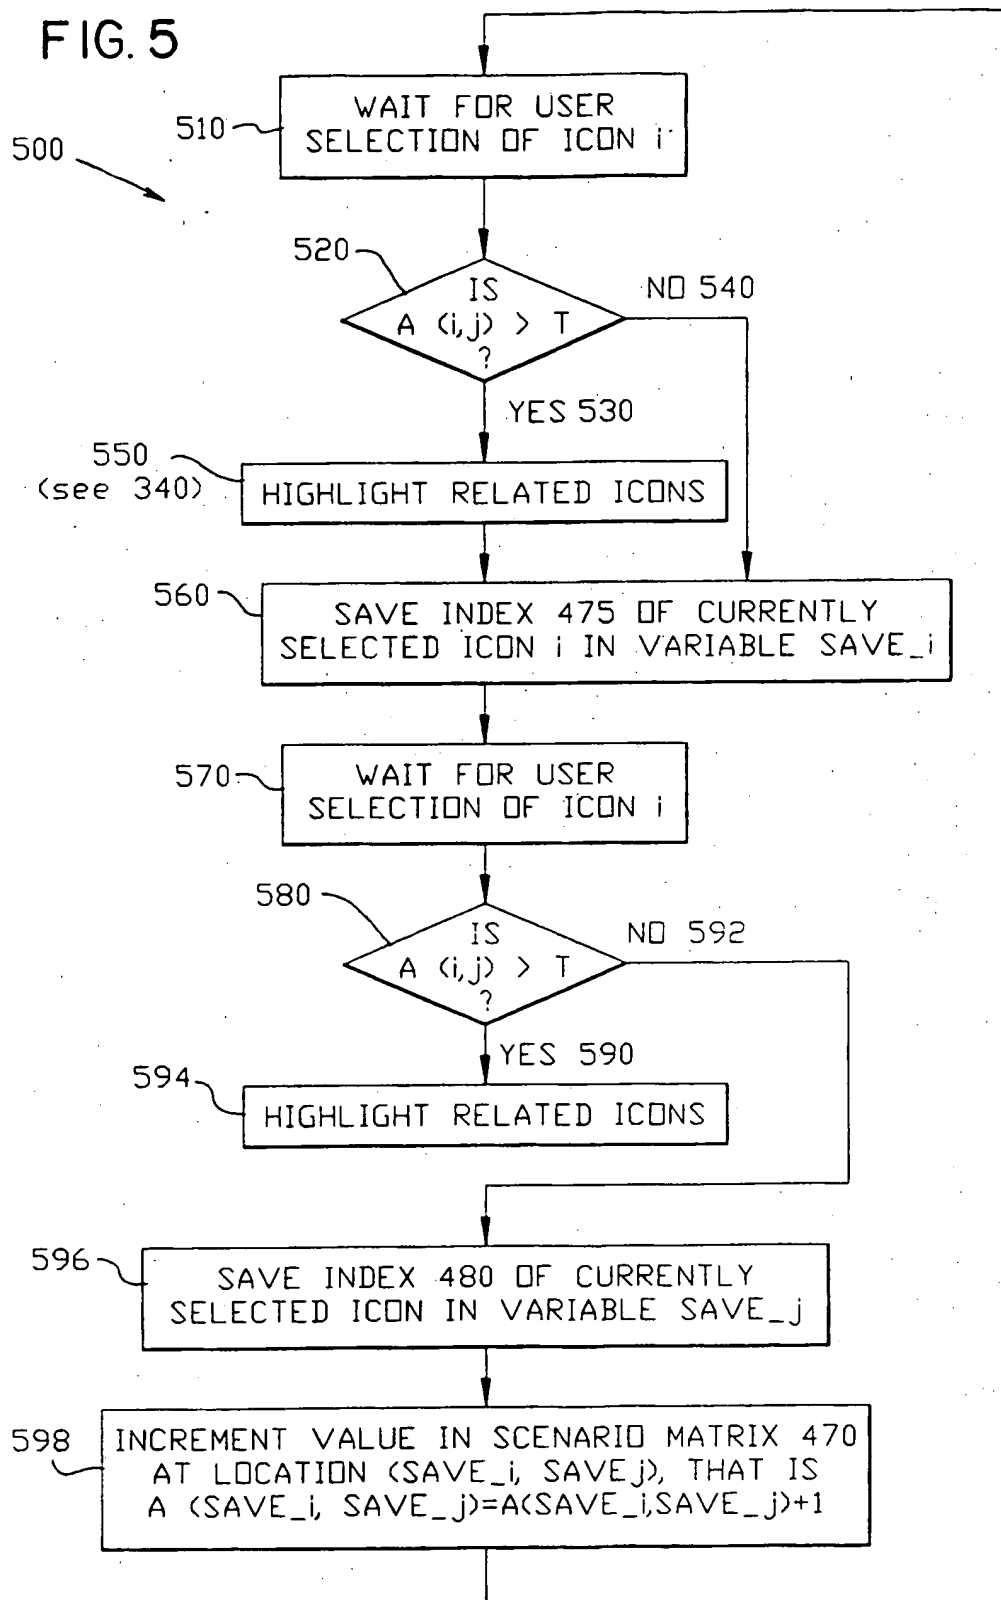 FIG. 5
500
510
WAIT FOR USER
SELECTION OF ICON i
520
IS
A (i,j) > T
?
NO 540
YES 530
550
(see 340)
HIGHLIGHT RELATED ICONS
560
SAVE INDEX 475 OF CURRENTLY
SELECTED ICON i IN VARIABLE SAVE_i
570
WAIT FOR USER
SELECTION OF ICON i
580
IS
A (i,j) > T
?
NO 592
YES 590
594
HIGHLIGHT RELATED ICONS
596
SAVE INDEX 480 OF CURRENTLY
SELECTED ICON IN VARIABLE SAVE_j
598
INCREMENT VALUE IN SCENARIO MATRIX 470
AT LOCATION (SAVE_i, SAVEj), THAT IS
A (SAVE_i, SAVE_j)=A(SAVE_i,SAVE_j)+1